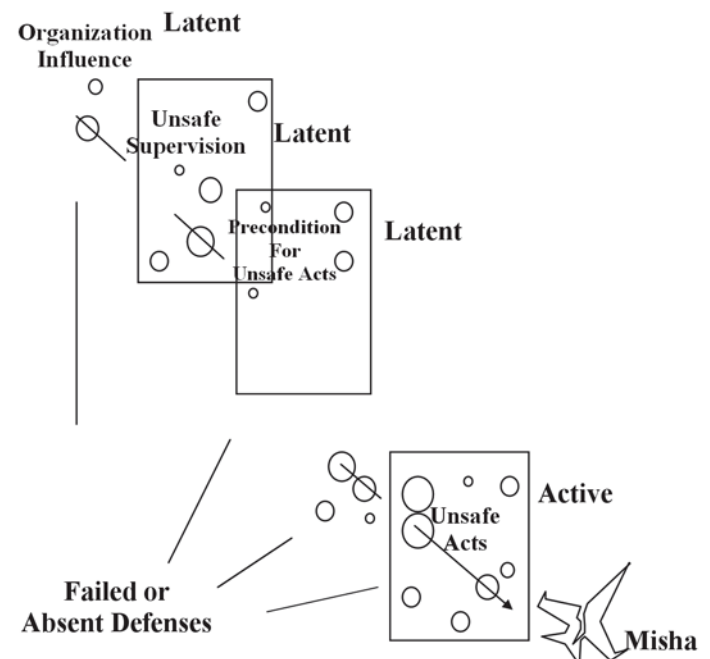 Organization
Influence
Latent
Unsafe
Supervision
Latent
Precondition
For
Unsafe Acts
Latent
Unsafe
Acts
Active
Failed or
Absent Defenses
Misha